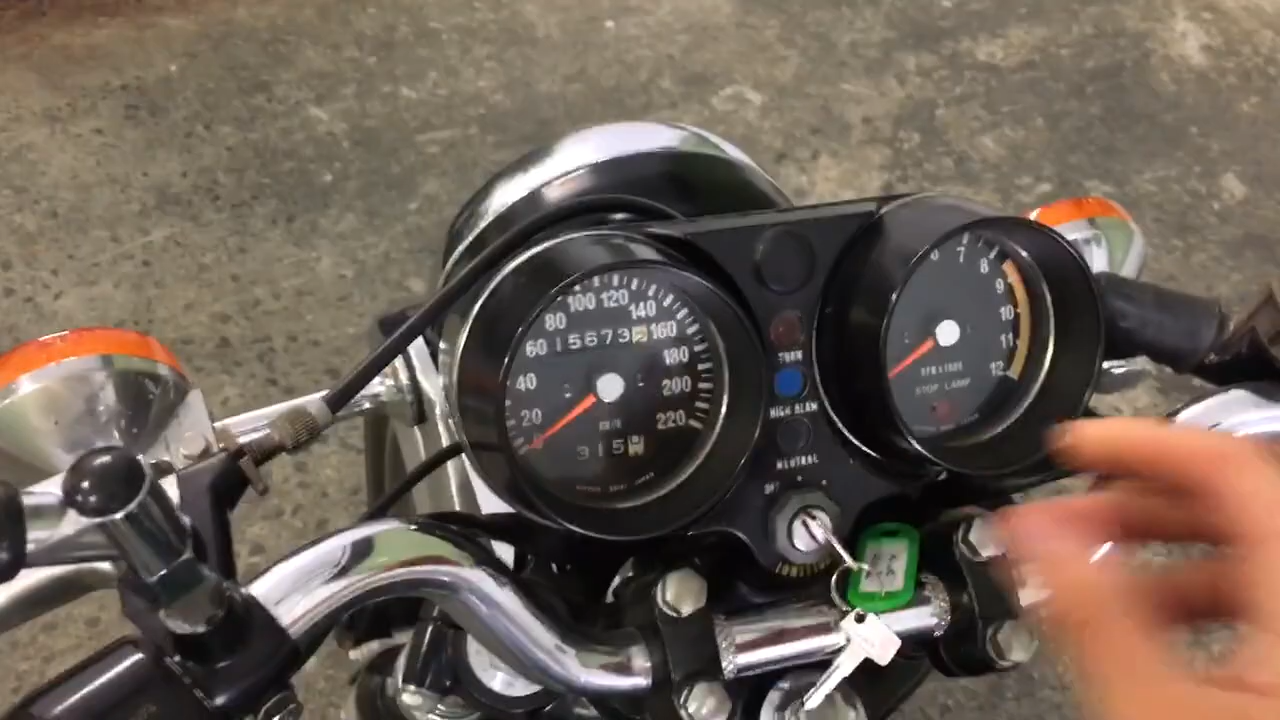 100 120
80 140
60 15673 160
40 180
20 200
220
KM/H
315
6 7 8
9
10
11
12
RPM X 1000
STOP LAMP
TURN
HIGH BEAM
NEUTRAL
OFF